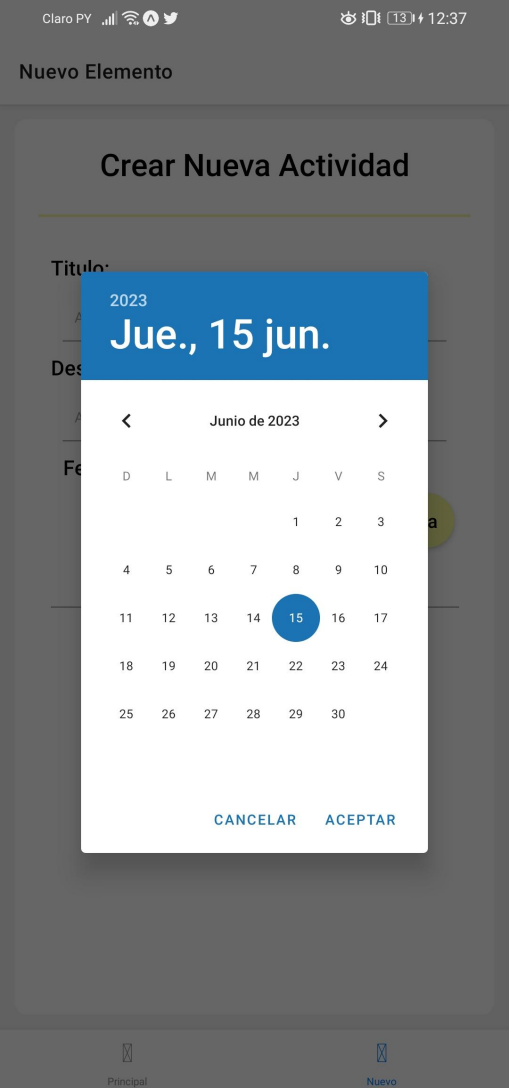 Claro PY 13 12:37
Nuevo Elemento
Crear Nueva Actividad
Titulo:
2023
Jue., 15 jun.
Junio de 2023
D L M M J V S
1 2 3
4 5 6 7 8 9 10
11 12 13 14 15 16 17
18 19 20 21 22 23 24
25 26 27 28 29 30
CANCELAR ACEPTAR
Principal Nuevo